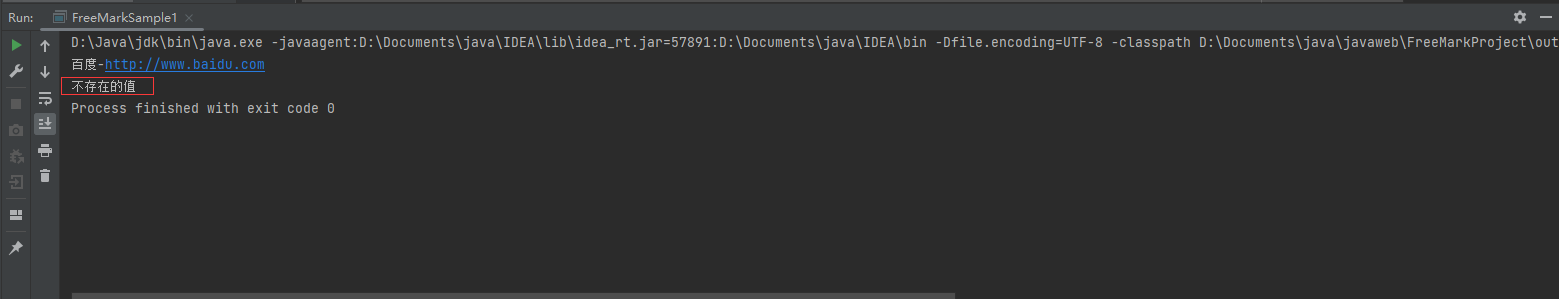 Run: FreeMarkSample1
D:\Java\jdk\bin\java.exe -javaagent:D:\Documents\java\IDEA\lib\idea_rt.jar=57891:D:\Documents\java\IDEA\bin -Dfile.encoding=UTF-8 -classpath D:\Documents\java\javaweb\FreeMarkProject\out
百度-http://www.baidu.com
不存在的值
Process finished with exit code 0